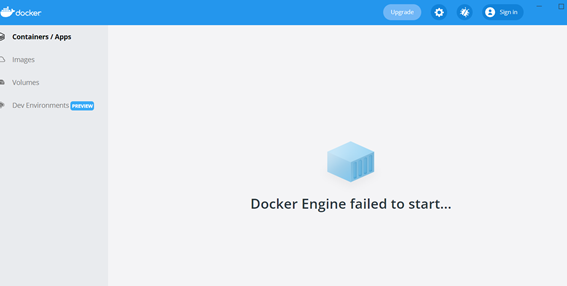 docker
Upgrade
Sign in
Containers / Apps
Images
Volumes
Dev Environments PREVIEW
Docker Engine failed to start...